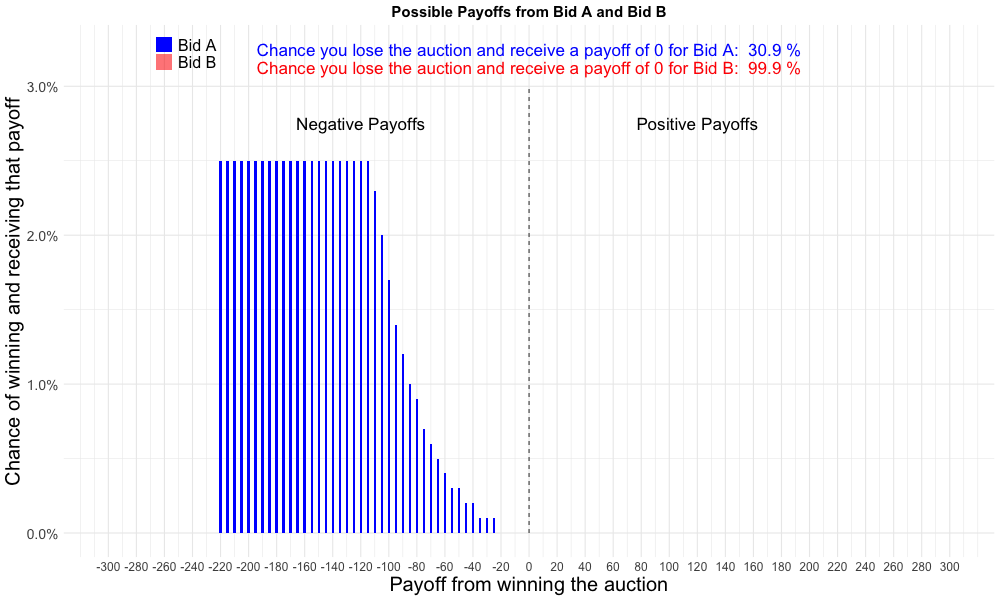 Possible Payoffs from Bid A and Bid B
Bid A
Bid B
Chance you lose the auction and receive a payoff of 0 for Bid A: 30.9 %
Chance you lose the auction and receive a payoff of 0 for Bid B: 99.9 %
Negative Payoffs
Positive Payoffs
Chance of winning and receiving that payoff
3.0%
2.0%
1.0%
0.0%
-300 -280 -260 -240 -220 -200 -180 -160 -140 -120 -100 -80 -60 -40 -20 0 20 40 60 80 100 120 140 160 180 200 220 240 260 280 300
Payoff from winning the auction